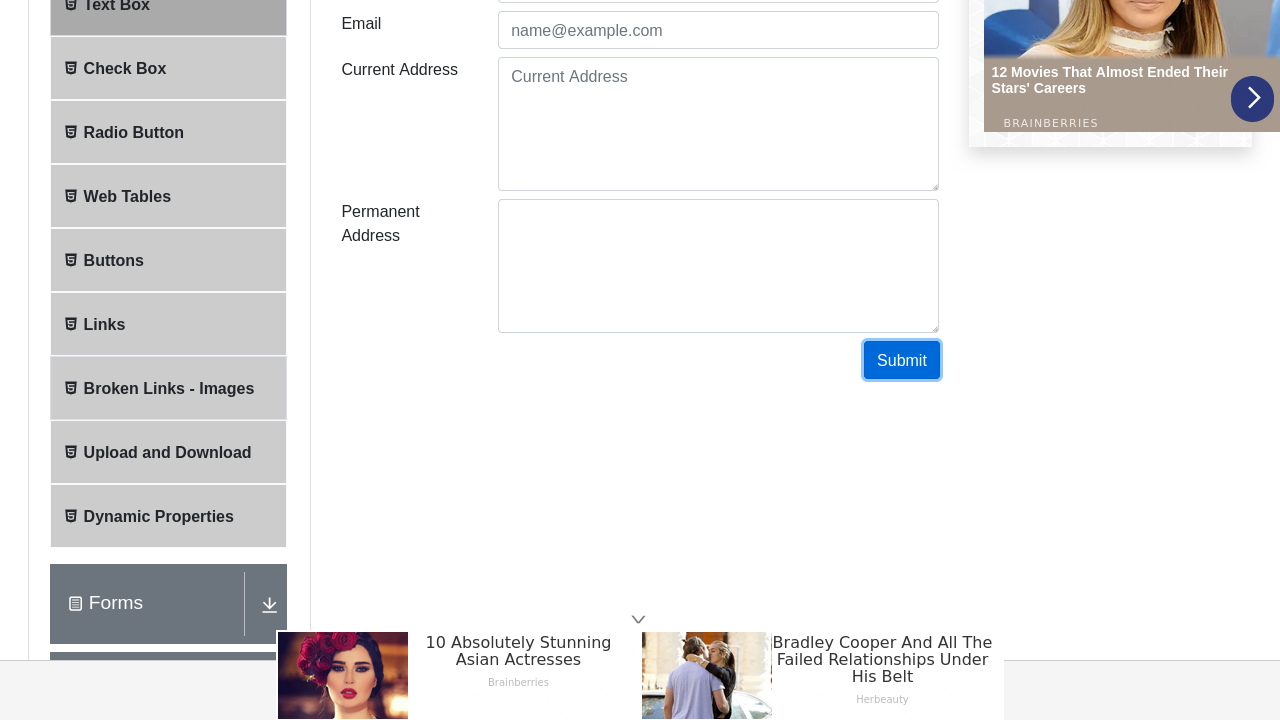 Text Box
Email
name@example.com
Check Box
Current Address
Current Address
12 Movies That Almost Ended Their
Stars' Careers
BRAINBERRIES
Radio Button
Web Tables
Permanent
Address
Buttons
Links
Submit
Broken Links - Images
Upload and Download
Dynamic Properties
Forms
10 Absolutely Stunning
Asian Actresses
Brainberries
Bradley Cooper And All The
Failed Relationships Under
His Belt
Herbeauty